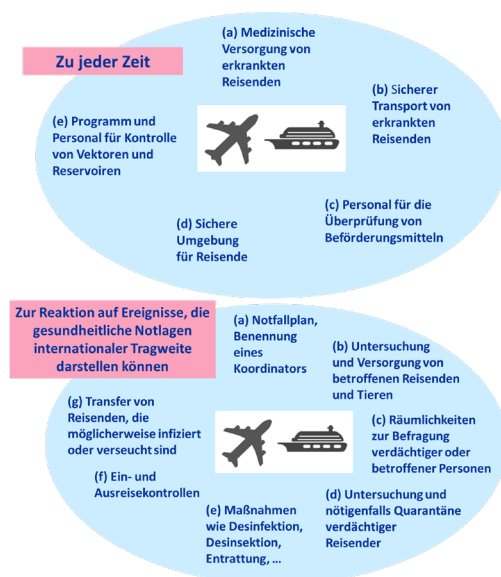 Zu jeder Zeit
(a) Medizinische
Versorgung von
erkrankten
Reisenden
(b) Sicherer
Transport von
erkrankten
Reisenden
(c) Personal für die
Überprüfung von
Beförderungsmitteln
(d) Sichere
Umgebung
für Reisende
(e) Programm und
Personal für Kontrolle
von Vektoren und
Reservoiren
Zur Reaktion auf Ereignisse, die
gesundheitliche Notlagen
internationaler Tragweite
darstellen können
(a) Notfallplan,
Benennung
eines
Koordinators
(b) Untersuchung
und Versorgung von
betroffenen Reisenden
und Tieren
(c) Räumlichkeiten
zur Befragung
verdächtiger oder
betroffener Personen
(d) Untersuchung und
nötigenfalls Quarantäne
verdächtiger
Reisender
(e) Maßnahmen
wie Desinfektion,
Desinsektion,
Entrattung, …
(f) Ein- und
Ausreisekontrollen
(g) Transfer von
Reisenden, die
möglicherweise infiziert
oder verseucht sind